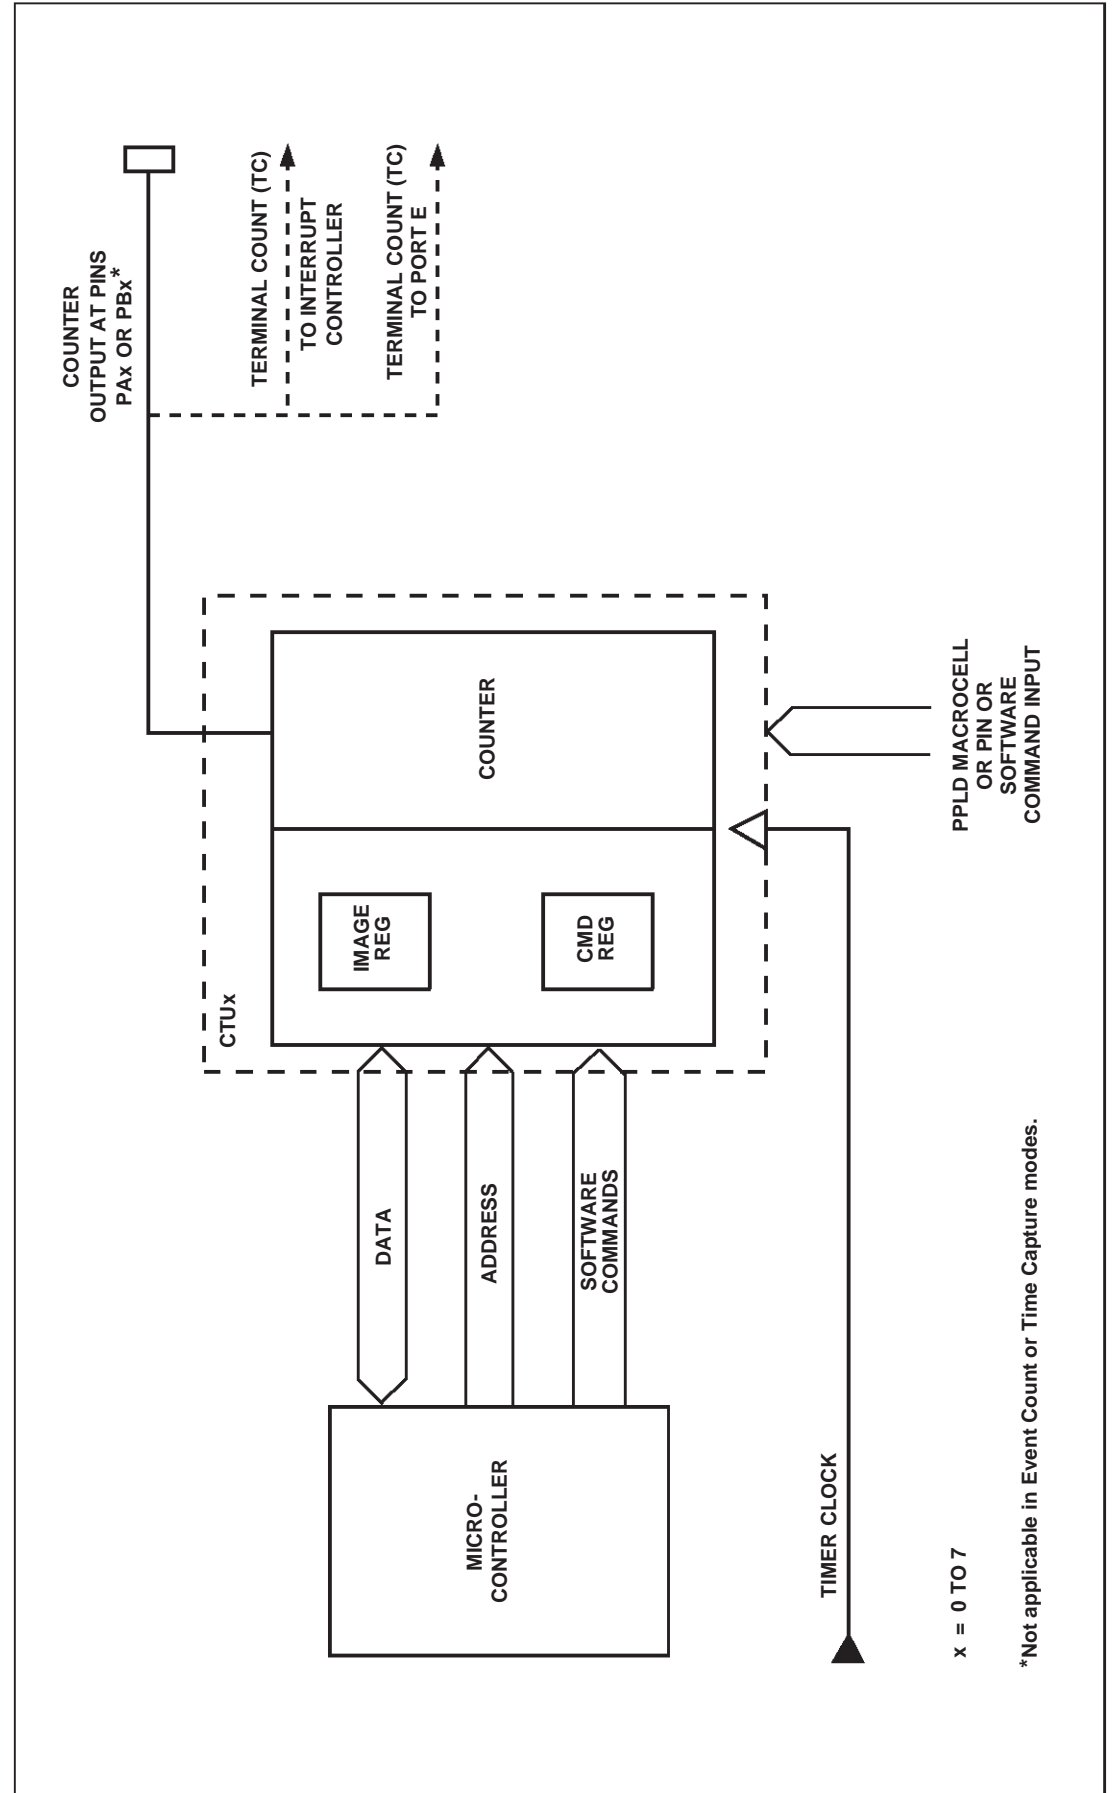 COUNTER
OUTPUT AT PINS
PAx OR PBx*
TERMINAL COUNT (TC)
TO INTERRUPT
CONTROLLER
TERMINAL COUNT (TC)
TO PORT E
CTUx
IMAGE
REG
CMD
REG
COUNTER
DATA
ADDRESS
SOFTWARE
COMMANDS
MICRO-
CONTROLLER
TIMER CLOCK
PPLD MACROCELL
OR PIN OR
SOFTWARE
COMMAND INPUT
x = 0 TO 7
*Not applicable in Event Count or Time Capture modes.